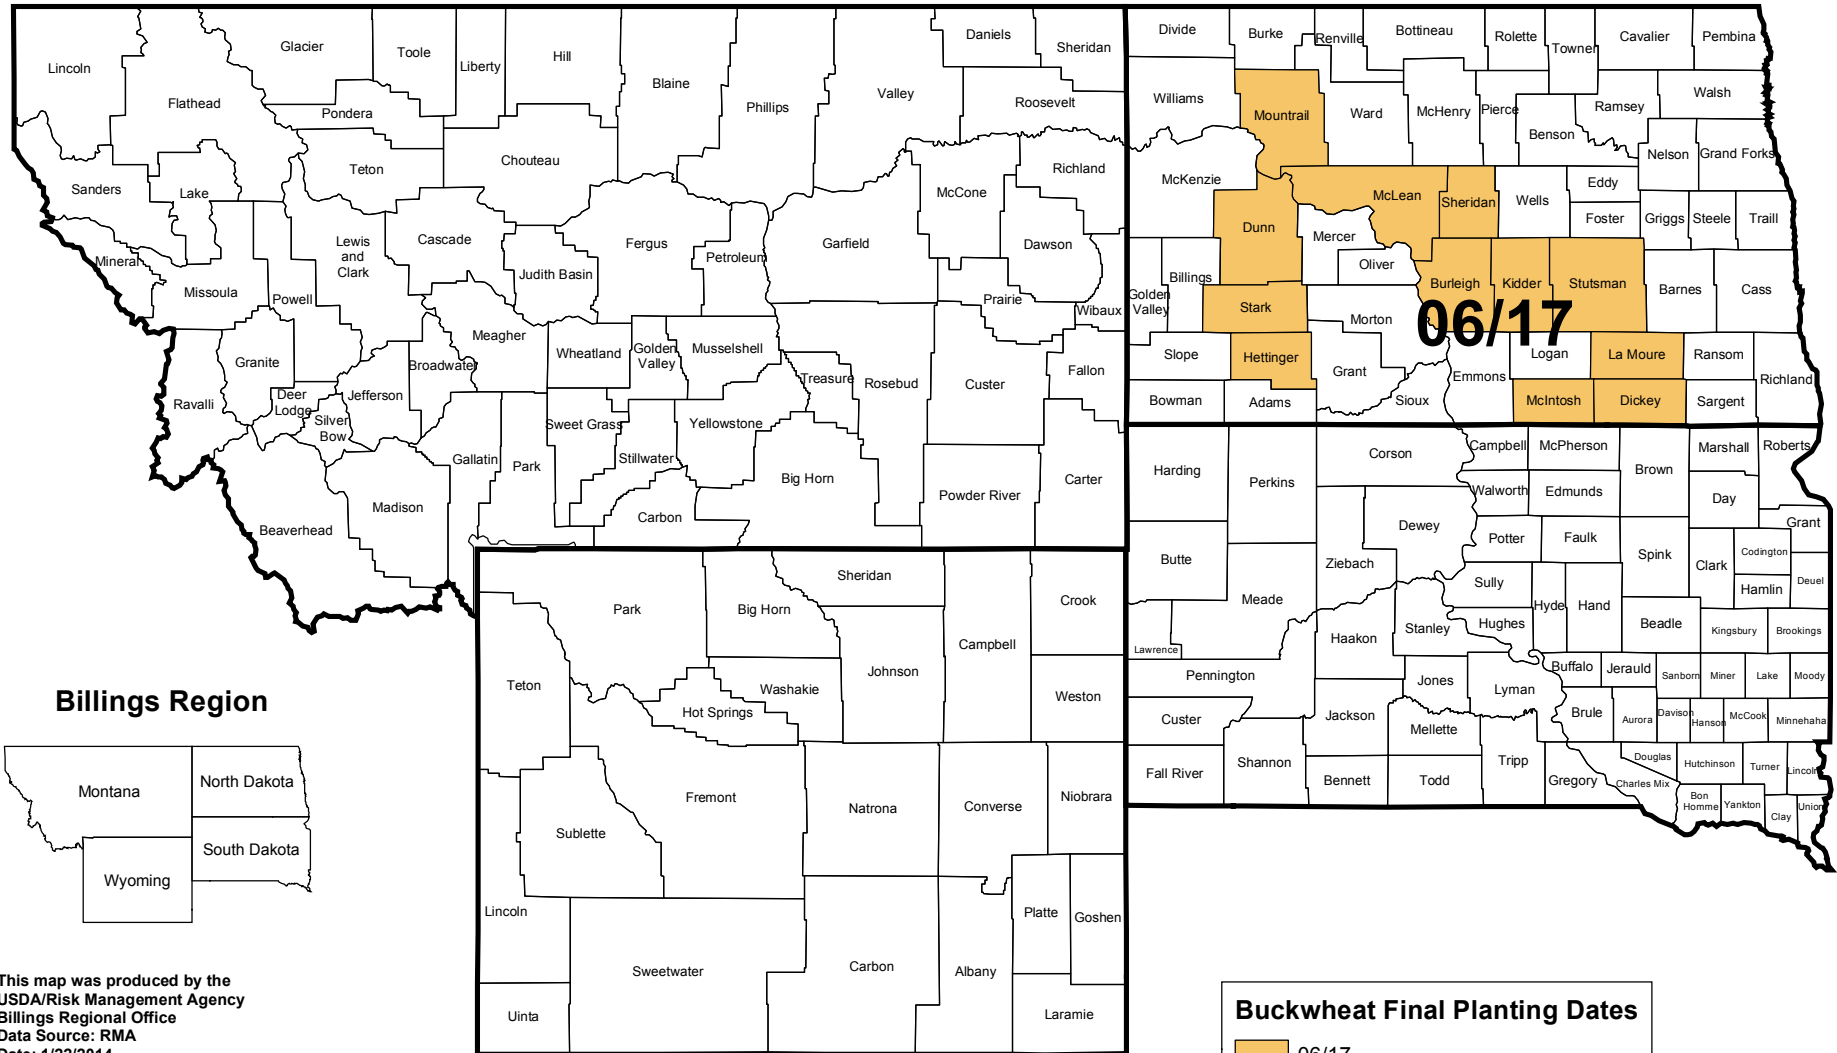 Lincoln
Glacier
Toole
Liberty
Hill
Blaine
Phillips
Valley
Daniels
Sheridan
Roosevelt
Flathead
Pondera
Teton
Chouteau
Sanders
Lake
McCone
Richland
Mineral
Missoula
Powell
Lewis
and
Clark
Cascade
Judith Basin
Fergus
Petroleum
Garfield
Dawson
Prairie
Wibaux
Granite
Meagher
Wheatland
Golden
Valley
Musselshell
Treasure
Rosebud
Custer
Fallon
Ravalli
Deer
Lodge
Silver
Bow
Jefferson
Broadwater
Gallatin
Park
Sweet Grass
Stillwater
Yellowstone
Big Horn
Powder River
Carter
Beaverhead
Madison
Carbon
Divide
Burke
Renville
Bottineau
Rolette
Towner
Cavalier
Pembina
Williams
Mountrail
Ward
McHenry
Pierce
Benson
Ramsey
Walsh
Nelson
Grand Forks
McKenzie
McLean
Sheridan
Wells
Eddy
Foster
Griggs
Steele
Traill
Dunn
Mercer
Oliver
Billings
Golden
Valley
Stark
Morton
Burleigh
Kidder
Stutsman
Barnes
Cass
06/17
Slope
Hettinger
Grant
Emmons
Logan
La Moure
Ransom
Richland
Bowman
Adams
Sioux
McIntosh
Dickey
Sargent
Harding
Perkins
Corson
Campbell
McPherson
Brown
Marshall
Roberts
Walworth
Edmunds
Day
Dewey
Grant
Butte
Ziebach
Potter
Faulk
Spink
Clark
Codington
Hamlin
Deuel
Meade
Sully
Hyde
Hand
Lawrence
Haakon
Stanley
Hughes
Beadle
Kingsbury
Brookings
Pennington
Jones
Lyman
Buffalo
Jerauld
Sanborn
Miner
Lake
Moody
Custer
Jackson
Mellette
Brule
Aurora
Davison
Hanson
McCook
Minnehaha
Fall River
Shannon
Bennett
Todd
Tripp
Gregory
Douglas
Charles Mix
Hutchinson
Turner
Lincoln
Bon
Homme
Yankton
Clay
Union
Park
Big Horn
Sheridan
Crook
Campbell
Johnson
Teton
Washakie
Hot Springs
Weston
Fremont
Natrona
Converse
Niobrara
Sublette
Lincoln
Platte
Goshen
Sweetwater
Carbon
Albany
Uinta
Laramie
Billings Region
Montana
North Dakota
South Dakota
Wyoming
This map was produced by the
USDA/Risk Management Agency
Billings Regional Office
Data Source: RMA
Buckwheat Final Planting Dates
06/17